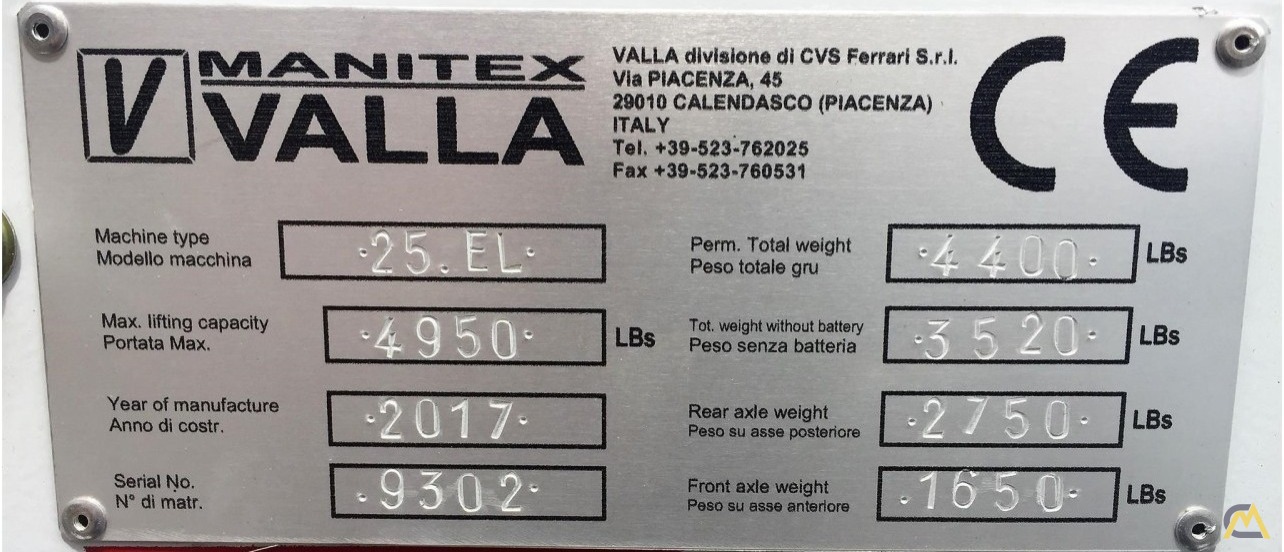 V MANITEX
VALLA
VALLA divisione di CVS Ferrari S.r.l.
Via PIACENZA, 45
29010 CALENDASCO (PIACENZA)
ITALY
Tel. +39-523-762025
Fax +39-523-760531
CE
Machine type
Modello macchina
·25.EL·
Max. lifting capacity
Portata Max.
·4950· LBs
Year of manufacture
Anno di costr.
·2017·
Serial No.
N° di matr.
·9302·
Perm. Total weight
Peso totale gru
·4400· LBs
Tot. weight without battery
Peso senza batteria
·3520· LBs
Rear axle weight
Peso su asse posteriore
·2750· LBs
Front axle weight
Peso su asse anteriore
·1650· LBs